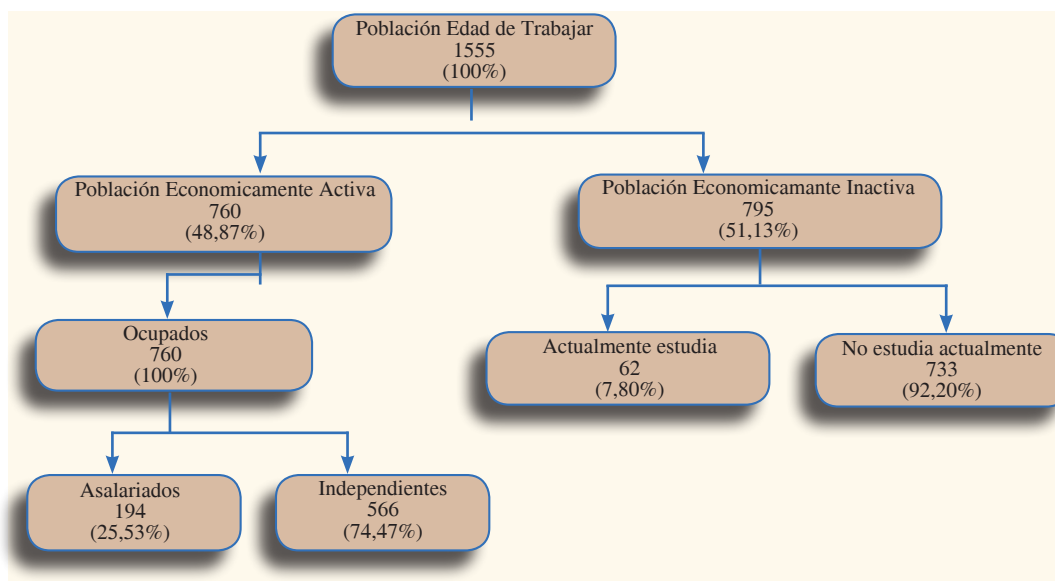 Población Edad de Trabajar
1555
(100%)
Población Economicamente Activa
760
(48,87%)
Población Economicamante Inactiva
795
(51,13%)
Ocupados
760
(100%)
Actualmente estudia
62
(7,80%)
No estudia actualmente
733
(92,20%)
Asalariados
194
(25,53%)
Independientes
566
(74,47%)